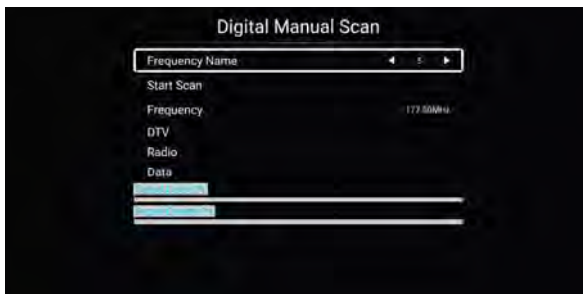 Digital Manual Scan
Frequency Name 5
Start Scan
Frequency 177.50MHz
DTV
Radio
Data